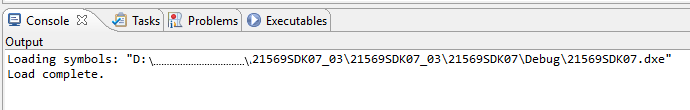 Console Tasks Problems Executables
Output
Loading symbols: "D:\.............................\.21569SDK07_03\21569SDK07_03\21569SDK07\Debug\21569SDK07.dxe"
Load complete.